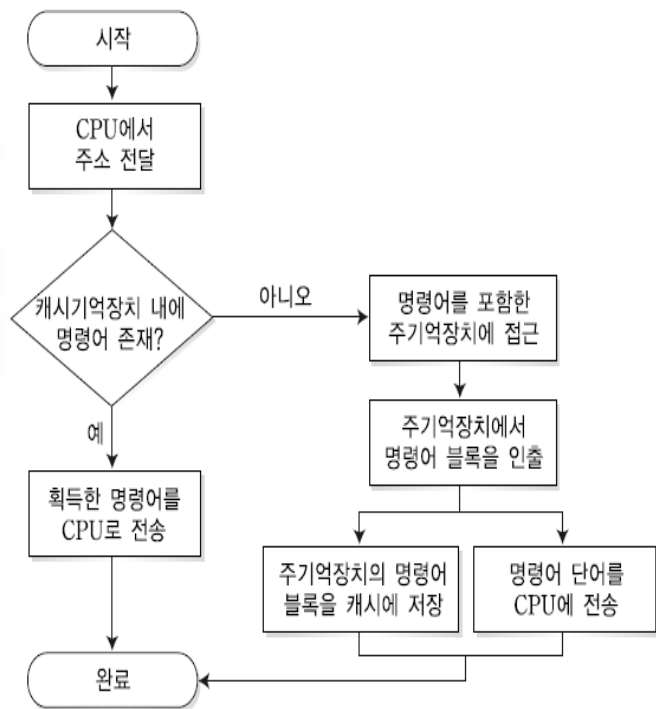 시작
CPU에서
주소 전달
캐시기억장치 내에
명령어 존재?
아니오
예
명령어를 포함한
주기억장치에 접근
주기억장치에서
명령어 블록을 인출
획득한 명령어를
CPU로 전송
주기억장치의 명령어
블록을 캐시에 저장
명령어 단어를
CPU에 전송
완료